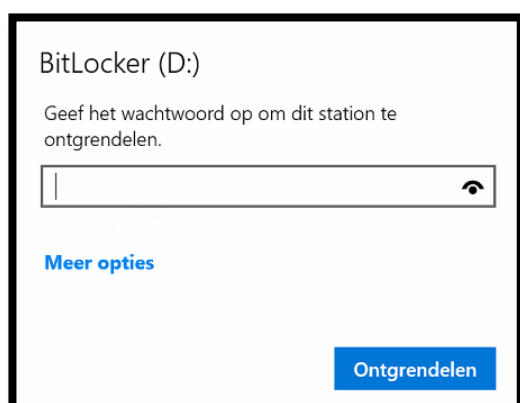 BitLocker (D:)
Geef het wachtwoord op om dit station te
ontgrendelen.
Meer opties
Ontgrendelen